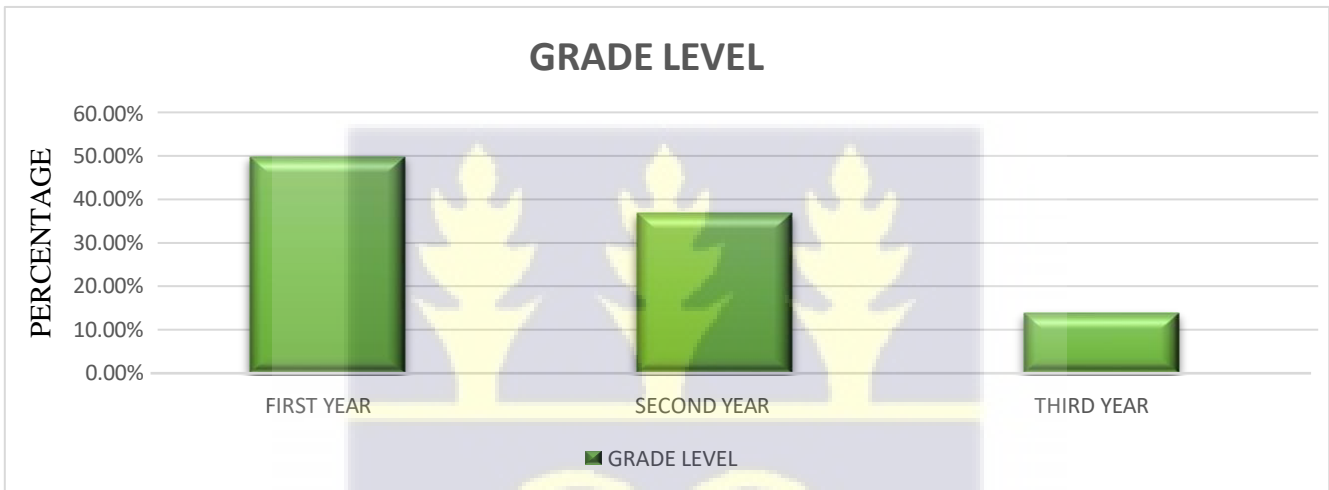 GRADE LEVEL
PERCENTAGE
60.00%
50.00%
40.00%
30.00%
20.00%
10.00%
0.00%
FIRST YEAR
SECOND YEAR
THIRD YEAR
GRADE LEVEL